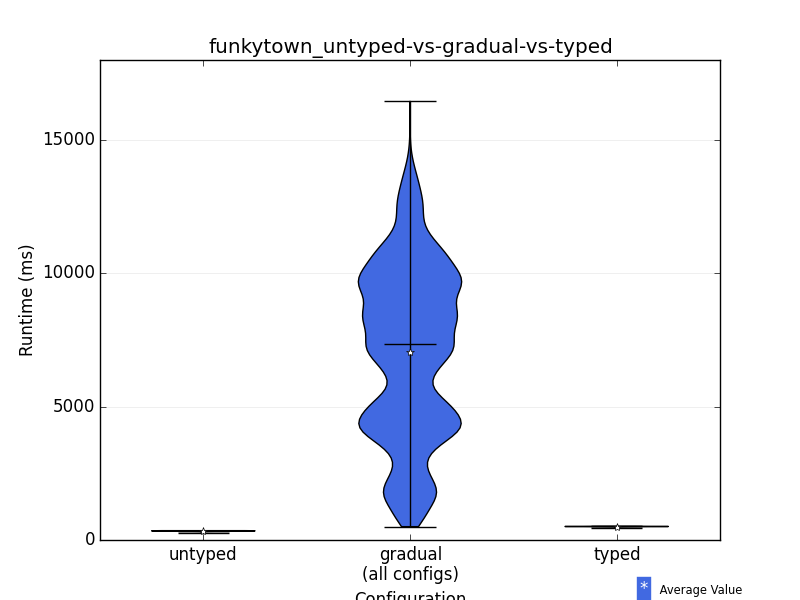 funkytown_untyped-vs-gradual-vs-typed
15000
10000
5000
0
Runtime (ms)
untyped
gradual
(all configs)
typed
Configuration
* Average Value